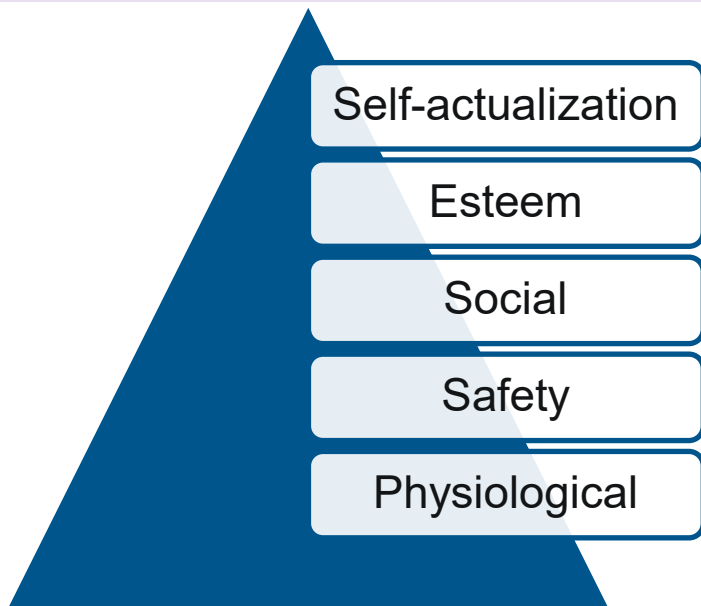 Self-actualization
Esteem
Social
Safety
Physiological